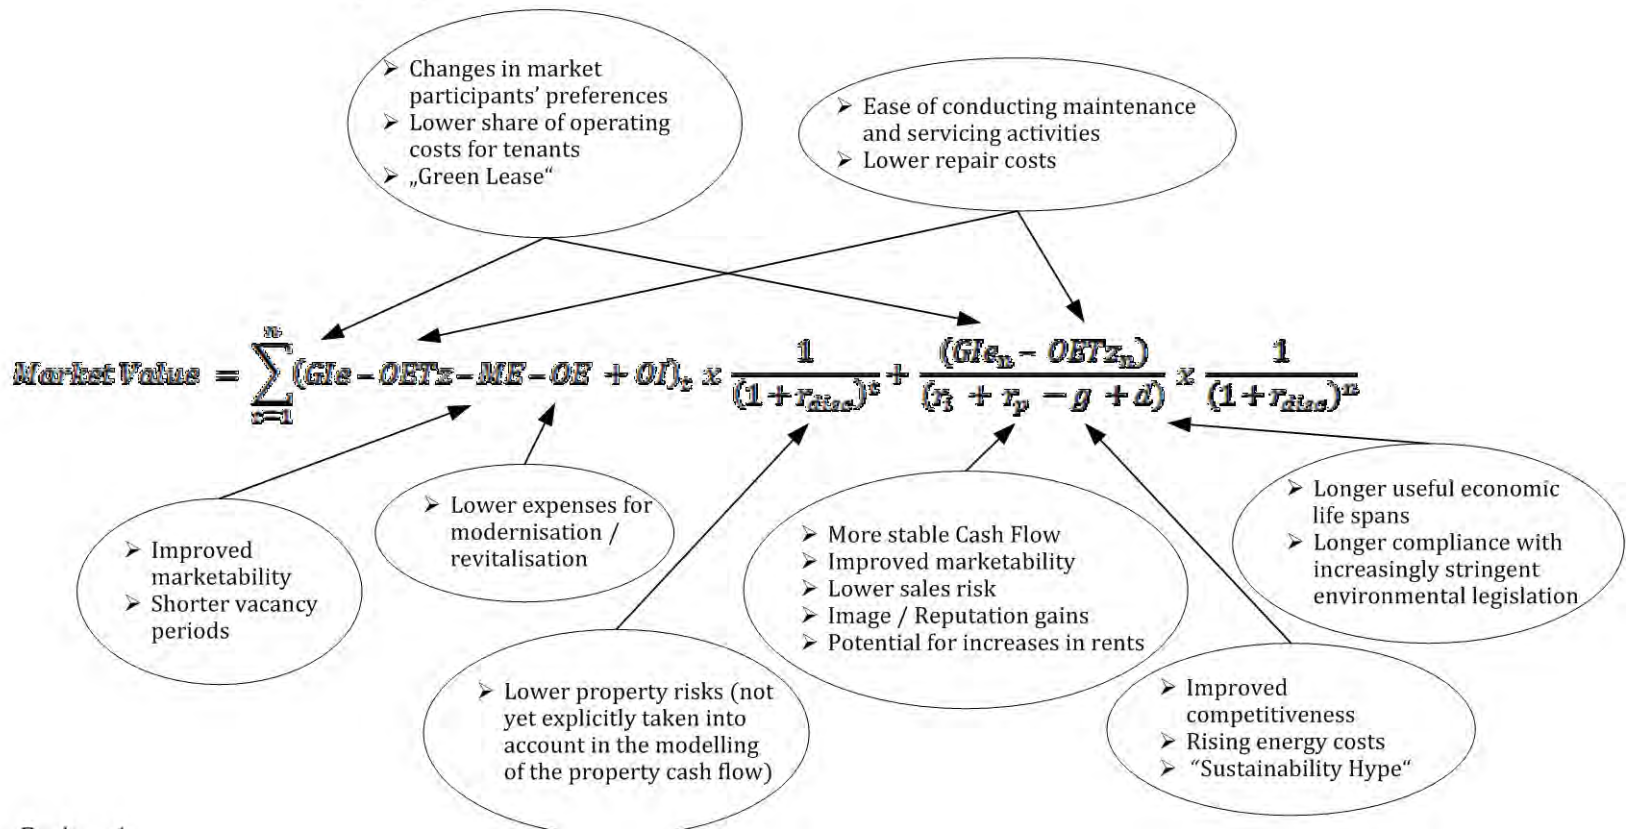 ➢ Changes in market
participants’ preferences
➢ Lower share of operating
costs for tenants
➢ „Green Lease“
➢ Ease of conducting maintenance
and servicing activities
➢ Lower repair costs
Market Value = ∑ⁿₜ₌₁ (GIe – OETz – ME – OE + OI)ₜ x 1/(1 + r_disc)ᵗ + (GIeₙ – OETzₙ)/(rᵢ + rₚ – g + d) x 1/(1 + r_disc)ⁿ
➢ Improved
marketability
➢ Shorter vacancy
periods
➢ Lower expenses for
modernisation /
revitalisation
➢ Lower property risks (not
yet explicitly taken into
account in the modelling
of the property cash flow)
➢ More stable Cash Flow
➢ Improved marketability
➢ Lower sales risk
➢ Image / Reputation gains
➢ Potential for increases in rents
➢ Improved
competitiveness
➢ Rising energy costs
➢ “Sustainability Hype“
➢ Longer useful economic
life spans
➢ Longer compliance with
increasingly stringent
environmental legislation